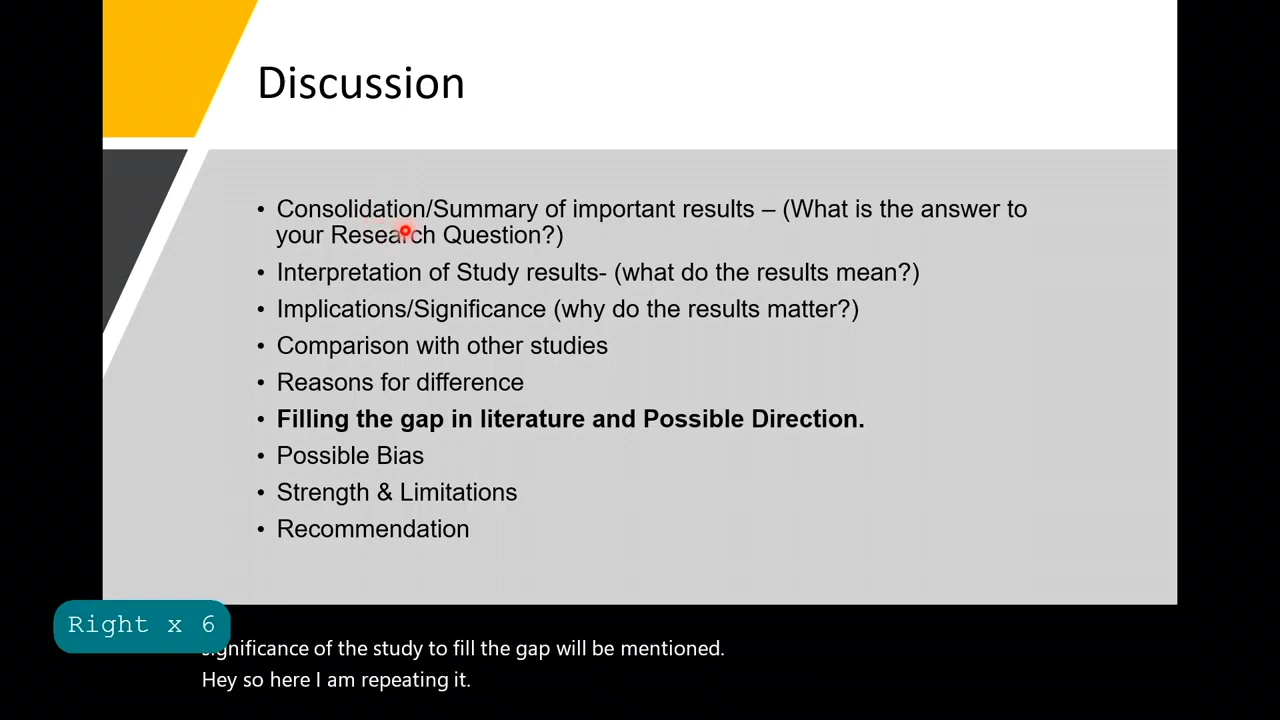 Discussion
• Consolidation/Summary of important results – (What is the answer to
your Research Question?)
• Interpretation of Study results- (what do the results mean?)
• Implications/Significance (why do the results matter?)
• Comparison with other studies
• Reasons for difference
• Filling the gap in literature and Possible Direction.
• Possible Bias
• Strength & Limitations
• Recommendation
Right x 6
significance of the study to fill the gap will be mentioned.
Hey so here I am repeating it.